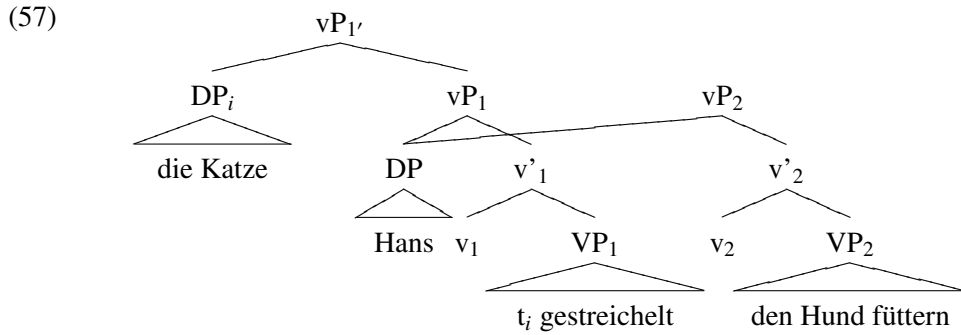 (57)
vP₁′
DPᵢ vP₁ vP₂
die Katze
DP v'₁ v'₂
Hans v₁ VP₁ v₂ VP₂
tᵢ gestreichelt den Hund füttern